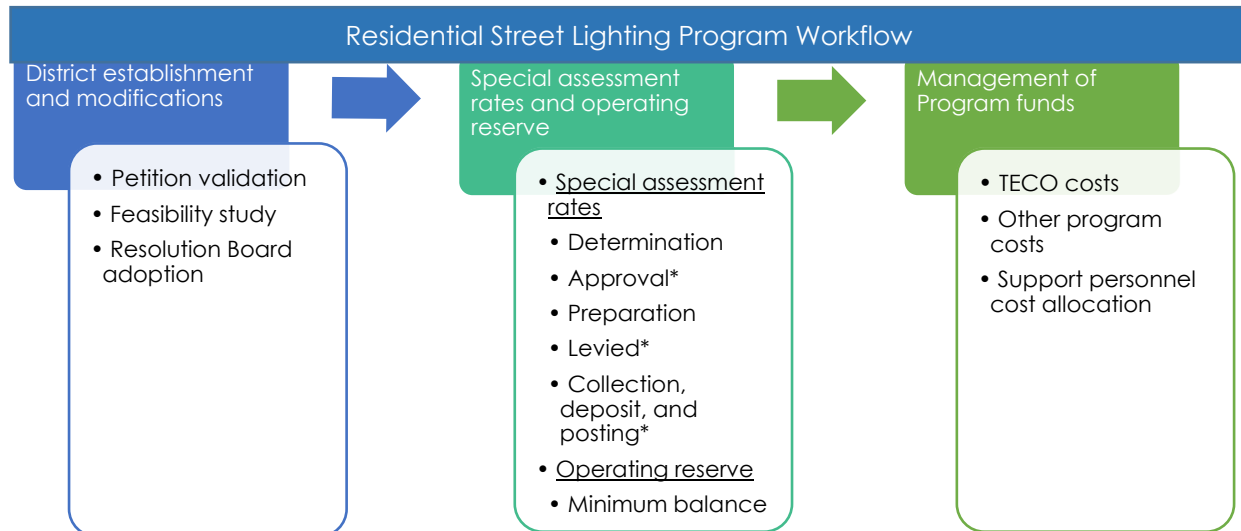 Residential Street Lighting Program Workflow
District establishment
and modifications
• Petition validation
• Feasibility study
• Resolution Board
adoption
Special assessment
rates and operating
reserve
• Special assessment
rates
• Determination
• Approval*
• Preparation
• Levied*
• Collection,
deposit, and
posting*
• Operating reserve
• Minimum balance
Management of
Program funds
• TECO costs
• Other program
costs
• Support personnel
cost allocation